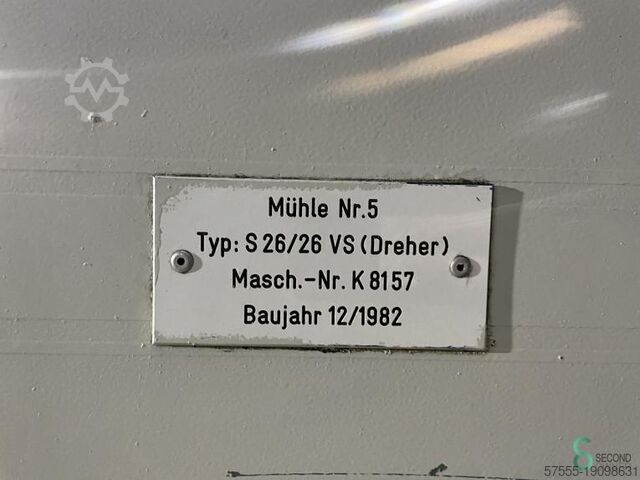 Mühle Nr.5
Typ: S 26/26 VS (Dreher)
Masch.-Nr. K 8157
Baujahr 12/1982
SECOND
57555-19098631